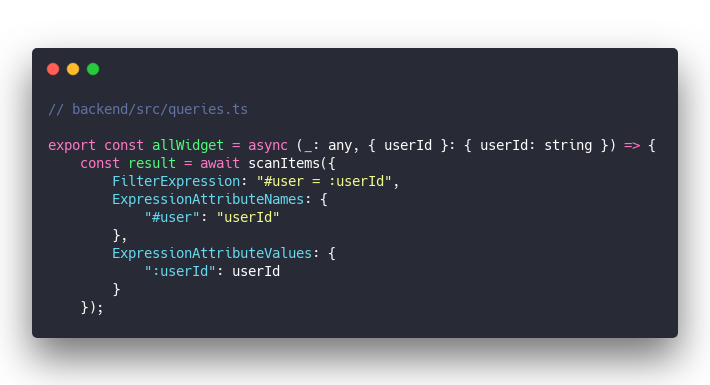 // backend/src/queries.ts
export const allWidget = async (_: any, { userId }: { userId: string }) => {
const result = await scanItems({
FilterExpression: "#user = :userId",
ExpressionAttributeNames: {
"#user": "userId"
},
ExpressionAttributeValues: {
":userId": userId
}
});